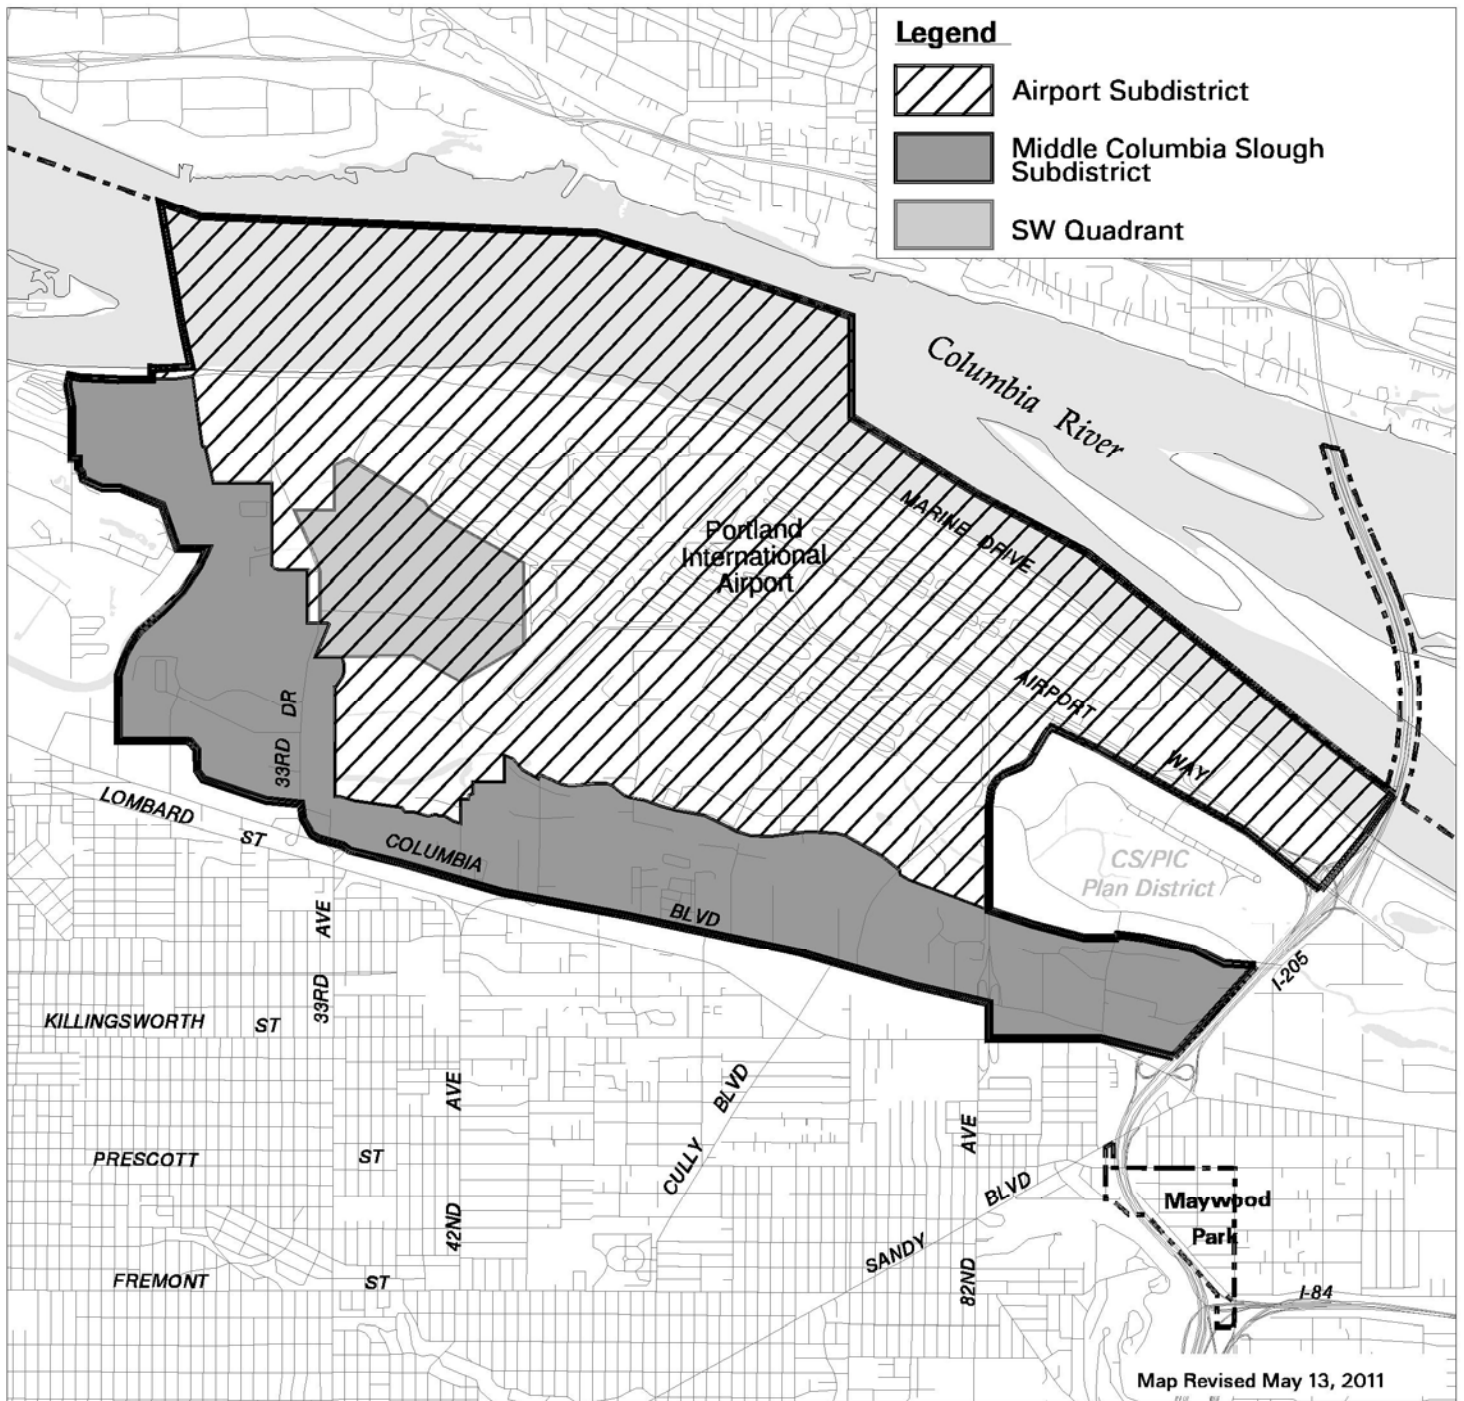 Legend
Airport Subdistrict
Middle Columbia Slough
Subdistrict
SW Quadrant
Columbia River
MARINE DRIVE
Portland
International
Airport
AIRPORT
WAY
33RD DR
LOMBARD
ST
COLUMBIA
BLVD
CS/PIC
Plan District
I-205
33RD
AVE
KILLINGSWORTH
ST
42ND
AVE
CULLY
BLVD
82ND
AVE
PRESCOTT
ST
SANDY
BLVD
Maywood
Park
FREMONT
ST
I-84
Map Revised May 13, 2011